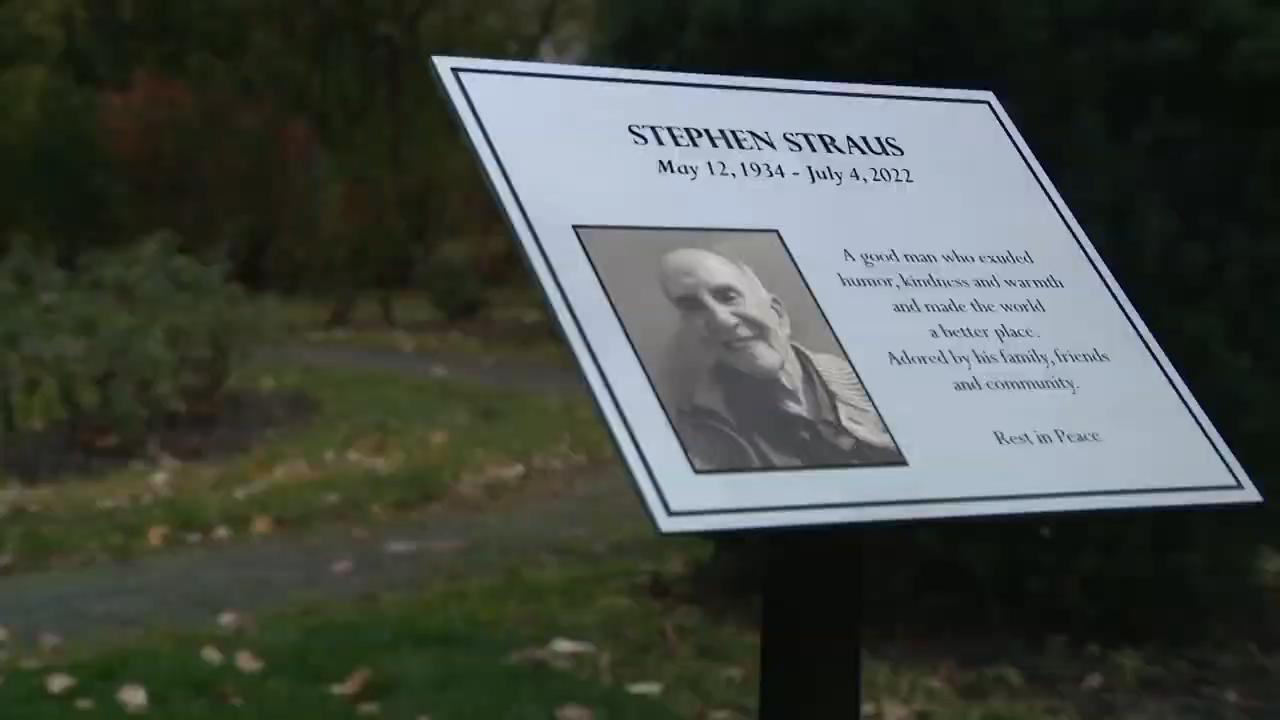 STEPHEN STRAUS
May 12, 1934 - July 4, 2022
A good man who exuded
humor, kindness and warmth
and made the world
a better place.
Adored by his family, friends
and community.
Rest in Peace